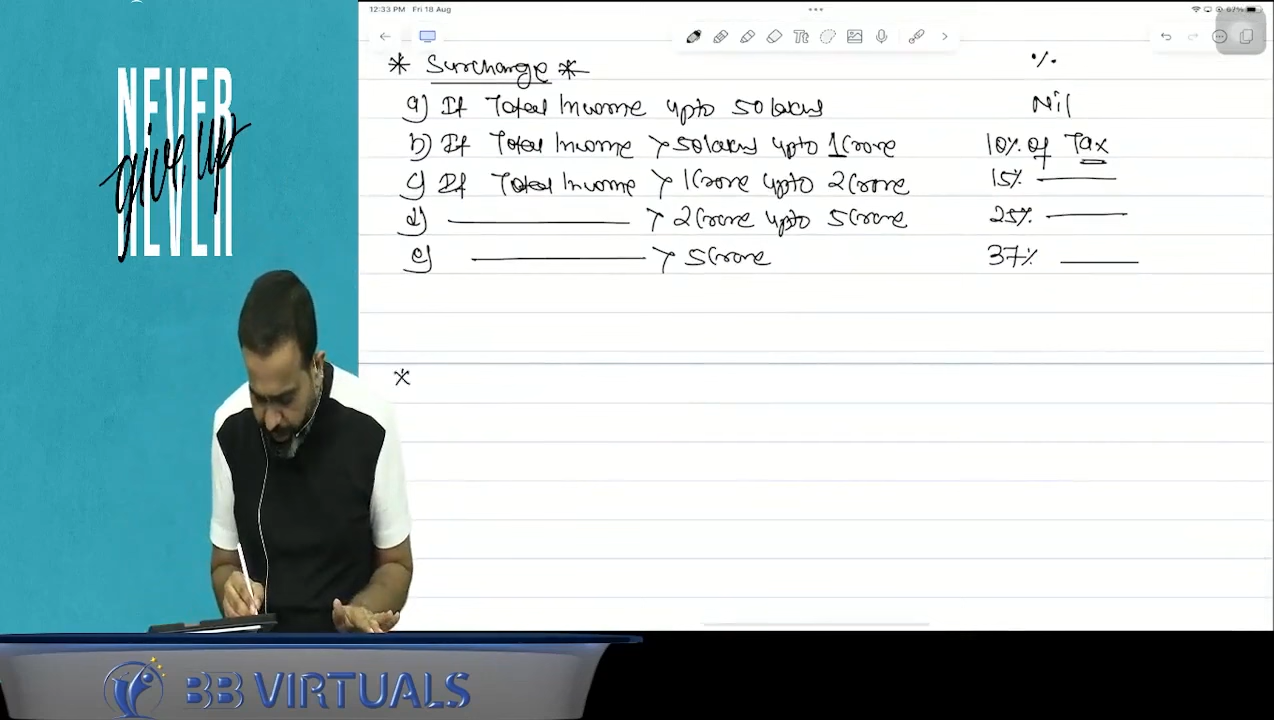 12:33 PM Fri 18 Aug
67%
Tt
NEVER
give up
NEVER
* Surcharge * %
a) If Total Income upto 50 lakhs Nil
b) If Total Income > 50 lakhs upto 1 Crore 10% of Tax
c) If Total Income > 1 Crore upto 2 Crore 15%
d) > 2 Crore upto 5 Crore 25%
e) > 5 Crore 37%
*
BB VIRTUALS